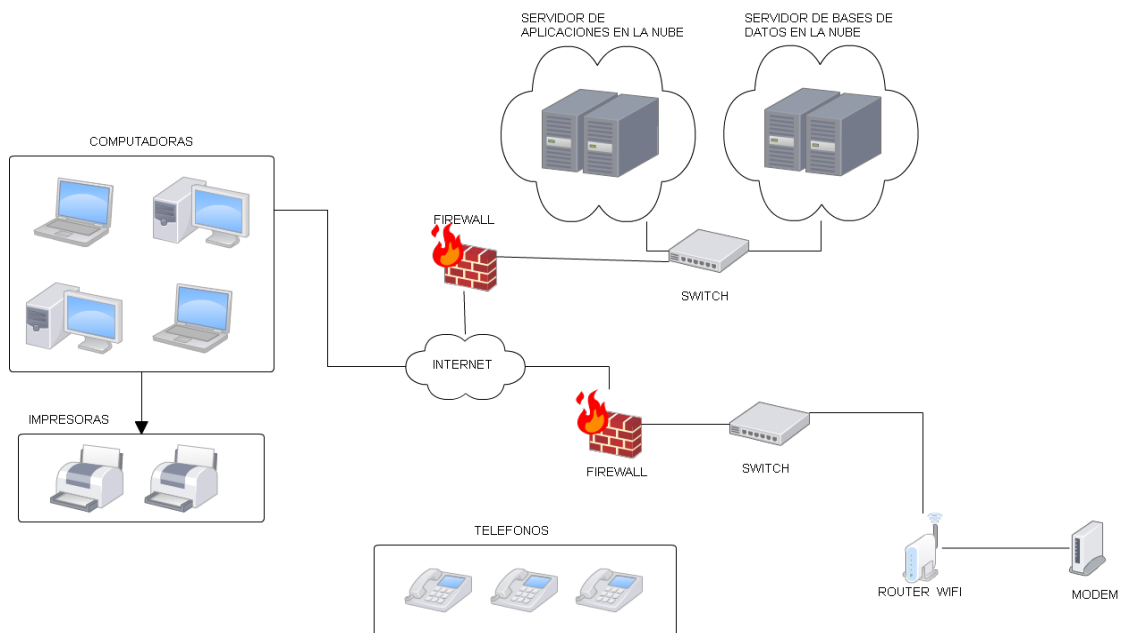 SERVIDOR DE
APLICACIONES EN LA NUBE
SERVIDOR DE BASES DE
DATOS EN LA NUBE
COMPUTADORAS
FIREWALL
SWITCH
INTERNET
IMPRESORAS
FIREWALL
SWITCH
TELEFONOS
ROUTER WIFI
MODEM